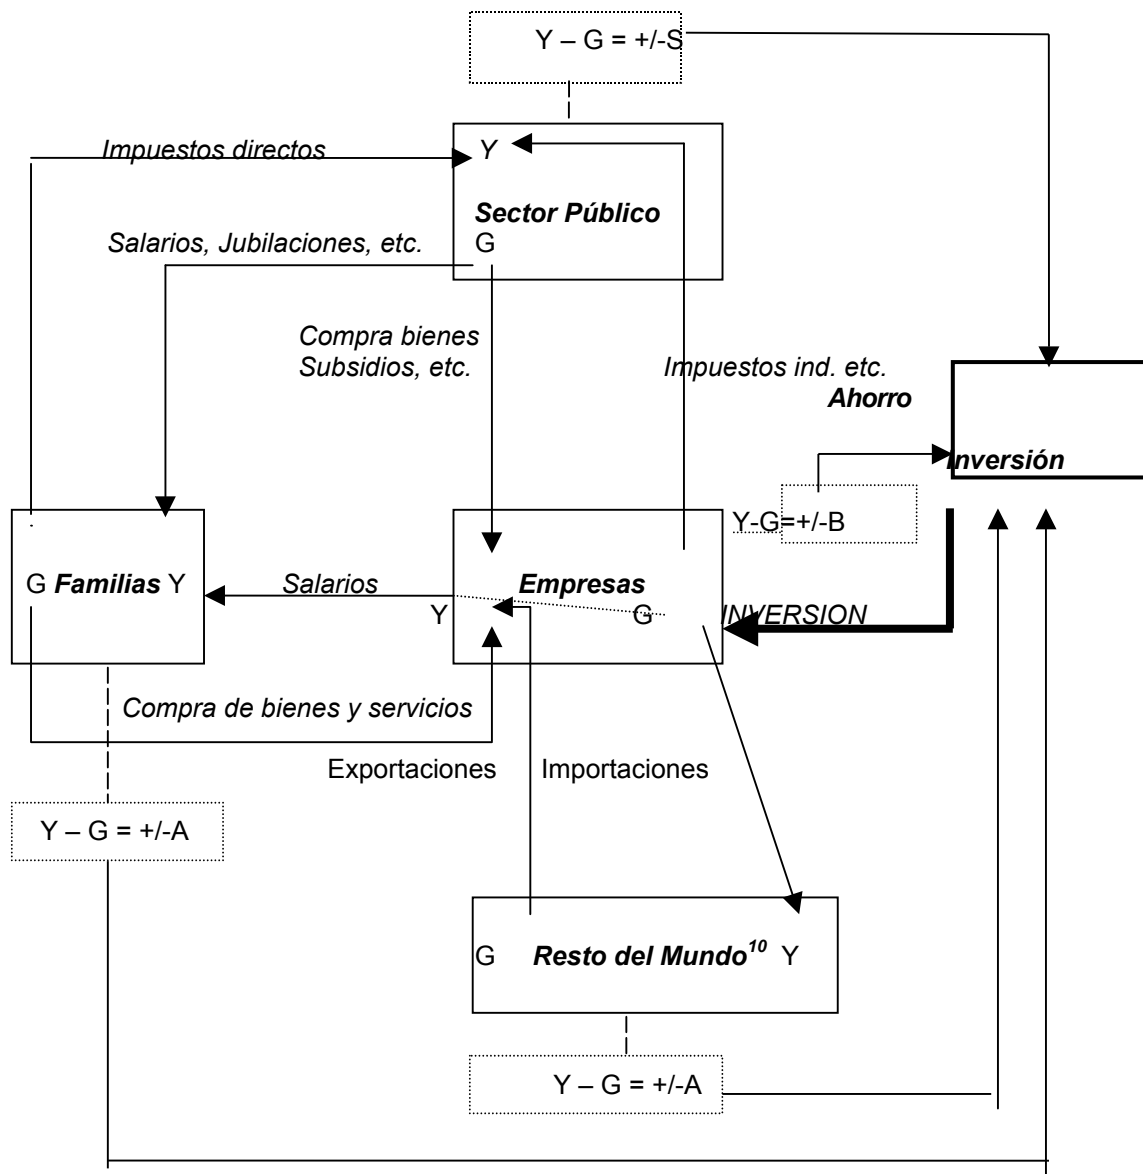 Y – G = +/-S
Impuestos directos
Y
Sector Público
G
Salarios, Jubilaciones, etc.
Compra bienes
Subsidios, etc.
Impuestos ind. etc.
Ahorro
Inversión
Y-G=+/-B
G Familias Y
Salarios
Empresas
Y
G
INVERSION
Compra de bienes y servicios
Exportaciones
Importaciones
Y – G = +/-A
G Resto del Mundo10 Y
Y – G = +/-A